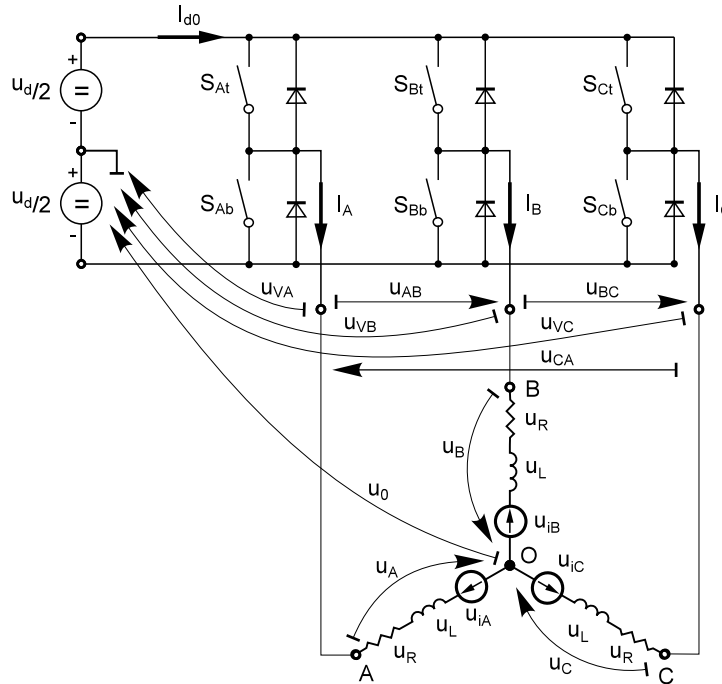 I_d0
+
u_d/2 =
-
S_At S_Bt S_Ct
+
u_d/2 =
-
S_Ab S_Bb S_Cb
I_A I_B I
u_VA u_AB u_BC
u_VB u_VC
u_CA
B
u_R
u_B
u_L
u_0
u_iB
O
u_A u_iC
u_iA
u_L u_L
u_R u_C u_R
A C